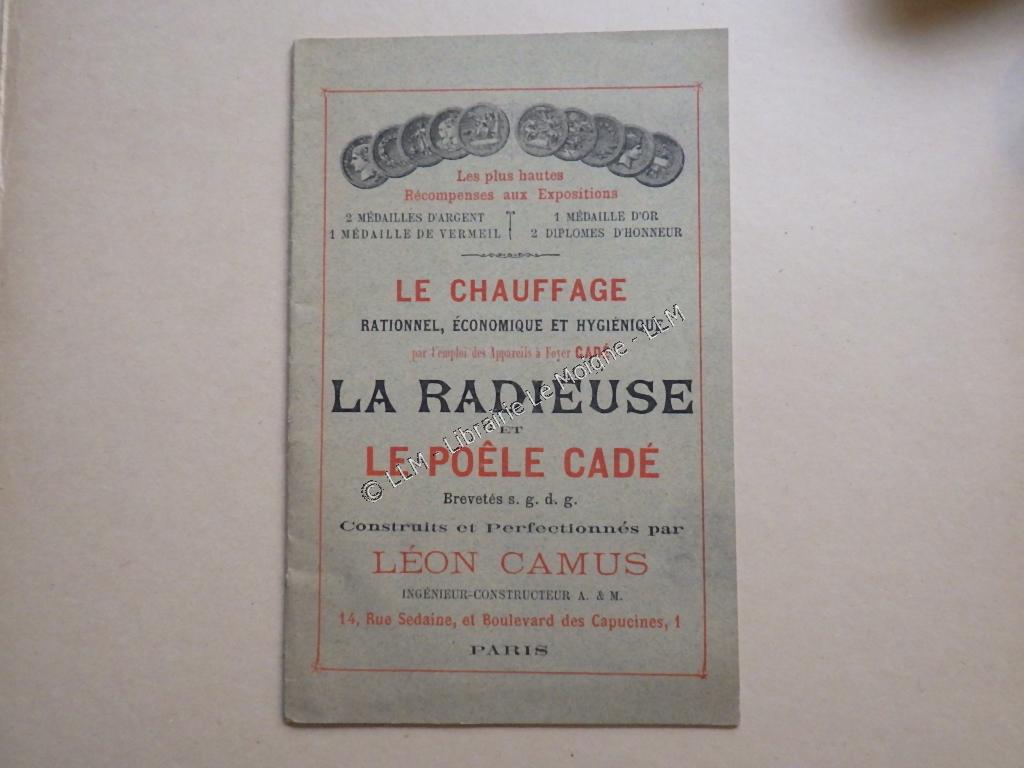 Les plus hautes
Récompenses aux Expositions
2 MÉDAILLES D'ARGENT
1 MÉDAILLE DE VERMEIL
1 MÉDAILLE D'OR
2 DIPLOMES D'HONNEUR
LE CHAUFFAGE
RATIONNEL, ÉCONOMIQUE ET HYGIÉNIQUE
par l'emploi des Appareils à Foyer CADÉ
LA RADIEUSE
ET
LE POÊLE CADÉ
Brevetés s. g. d. g.
Construits et Perfectionnés par
LÉON CAMUS
INGÉNIEUR-CONSTRUCTEUR A. & M.
14, Rue Sedaine, et Boulevard des Capucines, 1
PARIS
© LLM - Librairie Le Moigne - LLM